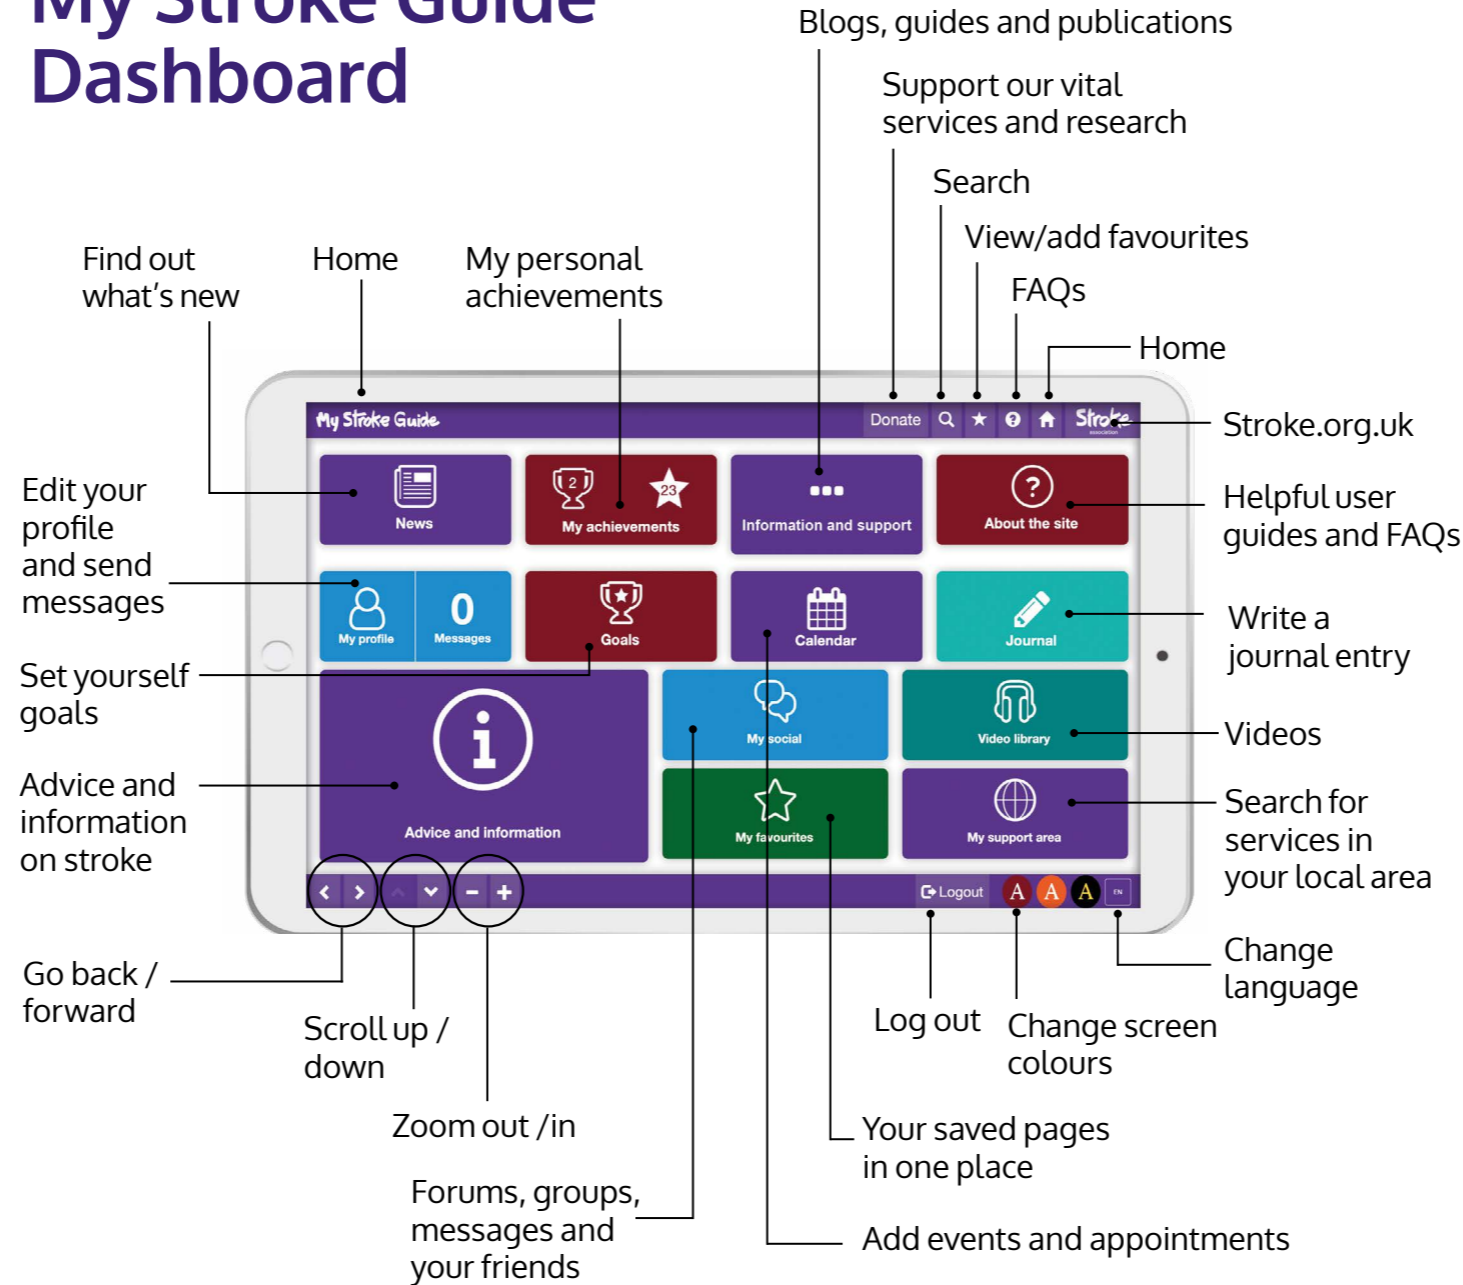 My Stroke Guide
Dashboard
Blogs, guides and publications
Support our vital
services and research
Search
View/add favourites
FAQs
Home
Find out
what's new
Home
My personal
achievements
My Stroke Guide
Donate
Stroke
association
Stroke.org.uk
News
2
23
My achievements
Information and support
?
About the site
Helpful user
guides and FAQs
Edit your
profile
and send
messages
My profile
0
Messages
Goals
Calendar
Journal
Write a
journal entry
Set yourself
goals
Advice and information
My social
Video library
Videos
Advice and
information
on stroke
My favourites
My support area
Search for
services in
your local area
Logout
A
A
A
EN
Go back /
forward
Scroll up /
down
Zoom out /in
Log out
Change screen
colours
Change
language
Your saved pages
in one place
Forums, groups,
messages and
your friends
Add events and appointments